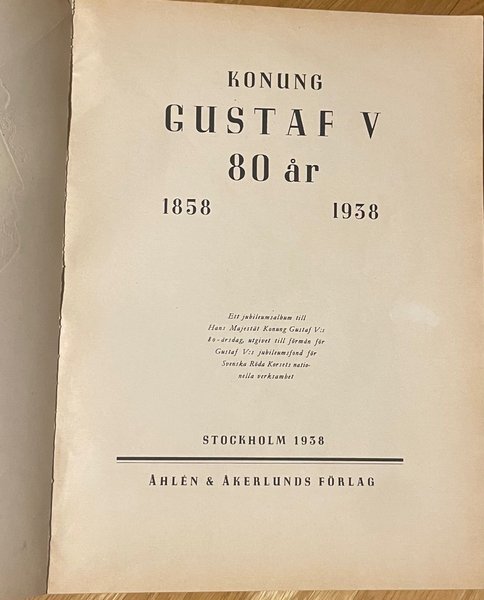 KONUNG
GUSTAF V
80 år
1858 1938
Ett jubileumsalbum till
Hans Majestät Konung Gustaf V:s
80-årsdag, utgivet till förmån för
Gustaf V:s jubileumsfond för
Svenska Röda Korsets natio-
nella verksamhet
STOCKHOLM 1938
ÅHLÉN & ÅKERLUNDS FÖRLAG